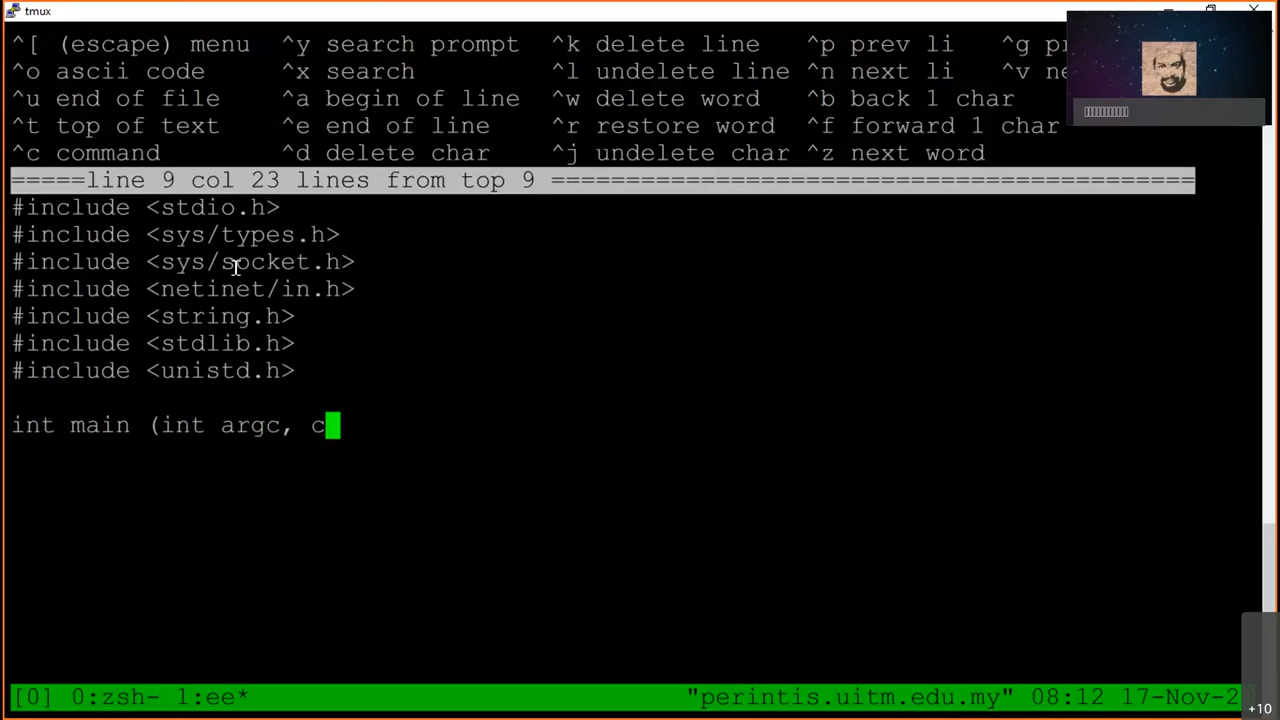 tmux
^[ (escape) menu ^y search prompt ^k delete line ^p prev li ^g
^o ascii code ^x search ^l undelete line ^n next li ^v
^u end of file ^a begin of line ^w delete word ^b back 1 char
^t top of text ^e end of line ^r restore word ^f forward 1 char
^c command ^d delete char ^j undelete char ^z next word
=====line 9 col 23 lines from top 9 ===========================================
#include <stdio.h>
#include <sys/types.h>
#include <sys/socket.h>
#include <netinet/in.h>
#include <string.h>
#include <stdlib.h>
#include <unistd.h>
int main (int argc, c
[0] 0:zsh- 1:ee* "perintis.uitm.edu.my" 08:12 17-Nov-2
+10